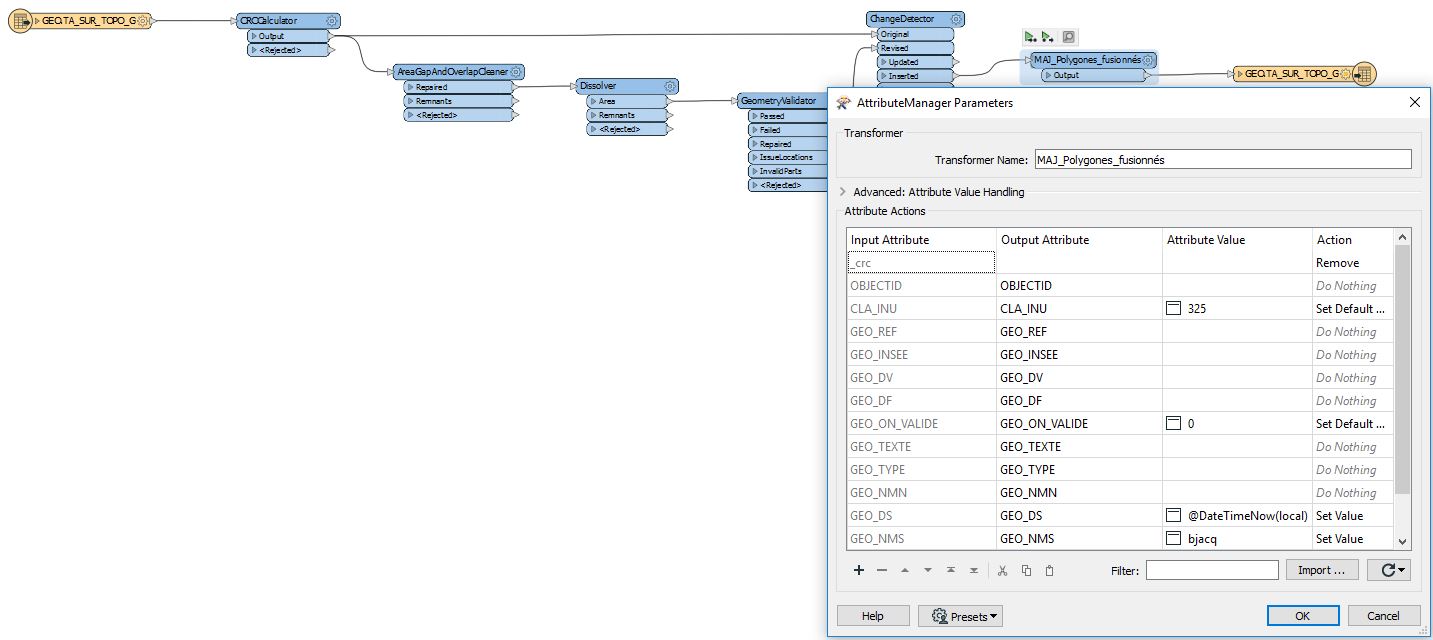 GEO.TA_SUR_TOPO_G
CRCCalculator
Output
<Rejected>
AreaGapAndOverlapCleaner
Repaired
Remnants
<Rejected>
Dissolver
Area
Remnants
<Rejected>
GeometryValidator
Passed
Failed
Repaired
IssueLocations
InvalidParts
<Rejected>
ChangeDetector
Original
Revised
Updated
Inserted
MAJ_Polygones_fusionnés
Output
GEO.TA_SUR_TOPO_G
AttributeManager Parameters
Transformer
Transformer Name: MAJ_Polygones_fusionnés
Advanced: Attribute Value Handling
Attribute Actions
Input Attribute Output Attribute Attribute Value Action
_crc Remove
OBJECTID OBJECTID Do Nothing
CLA_INU CLA_INU 325 Set Default ...
GEO_REF GEO_REF Do Nothing
GEO_INSEE GEO_INSEE Do Nothing
GEO_DV GEO_DV Do Nothing
GEO_DF GEO_DF Do Nothing
GEO_ON_VALIDE GEO_ON_VALIDE 0 Set Default ...
GEO_TEXTE GEO_TEXTE Do Nothing
GEO_TYPE GEO_TYPE Do Nothing
GEO_NMN GEO_NMN Do Nothing
GEO_DS GEO_DS @DateTimeNow(local) Set Value
GEO_NMS GEO_NMS bjacq Set Value
Filter: Import ...
Help Presets OK Cancel